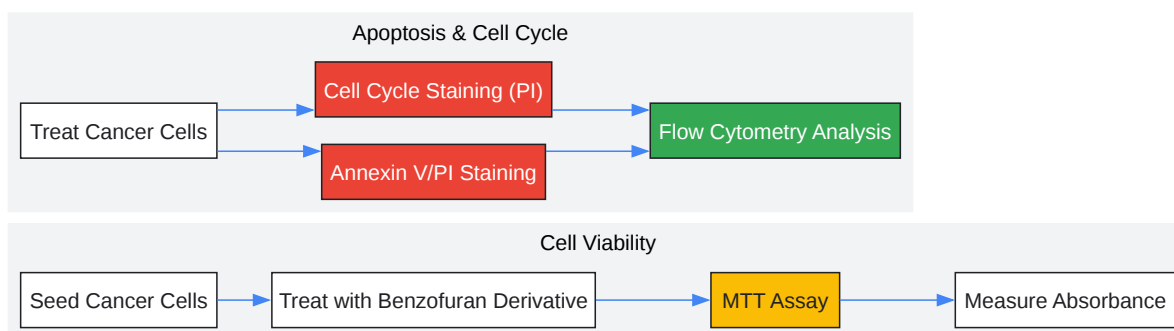 Apoptosis & Cell Cycle
Treat Cancer Cells
Cell Cycle Staining (PI)
Annexin V/PI Staining
Flow Cytometry Analysis
Cell Viability
Seed Cancer Cells
Treat with Benzofuran Derivative
MTT Assay
Measure Absorbance